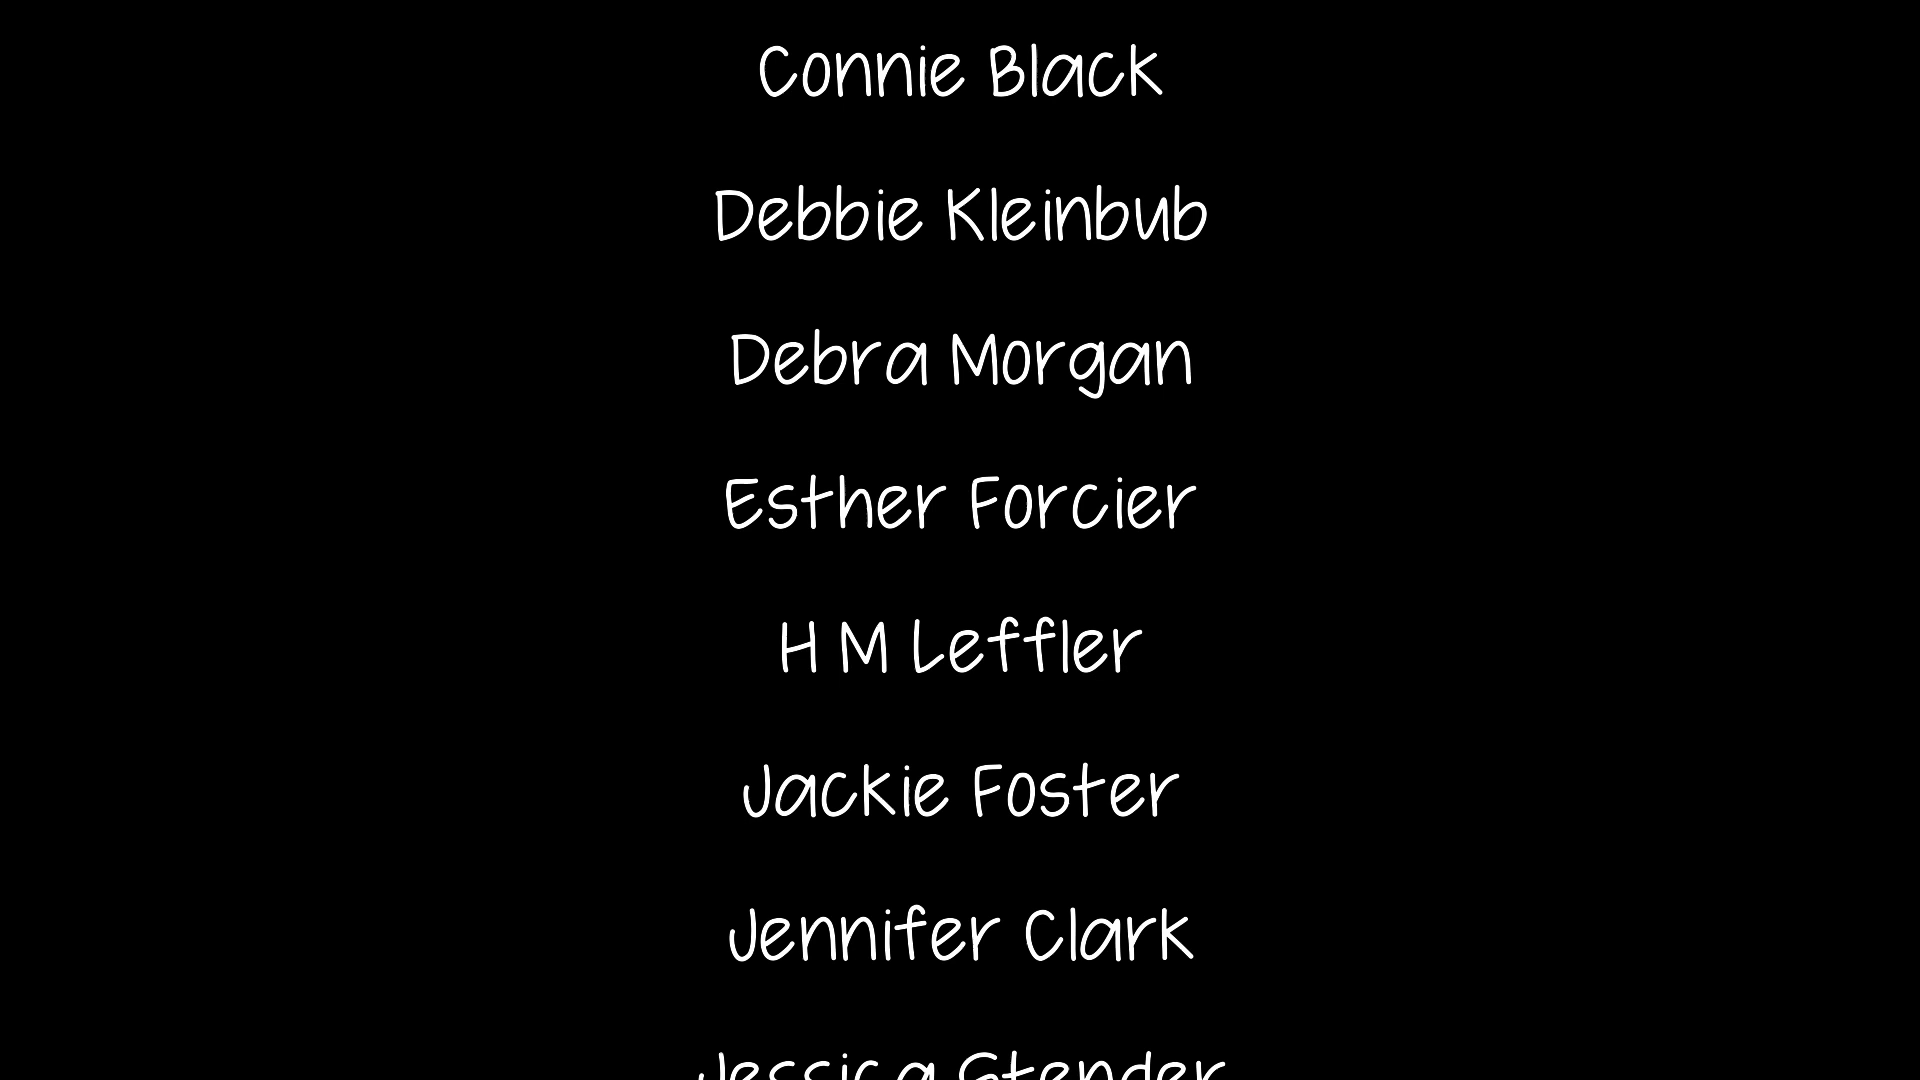 Connie Black
Debbie Kleinbub
Debra Morgan
Esther Forcier
H M Leffler
Jackie Foster
Jennifer Clark
Jessica Stender